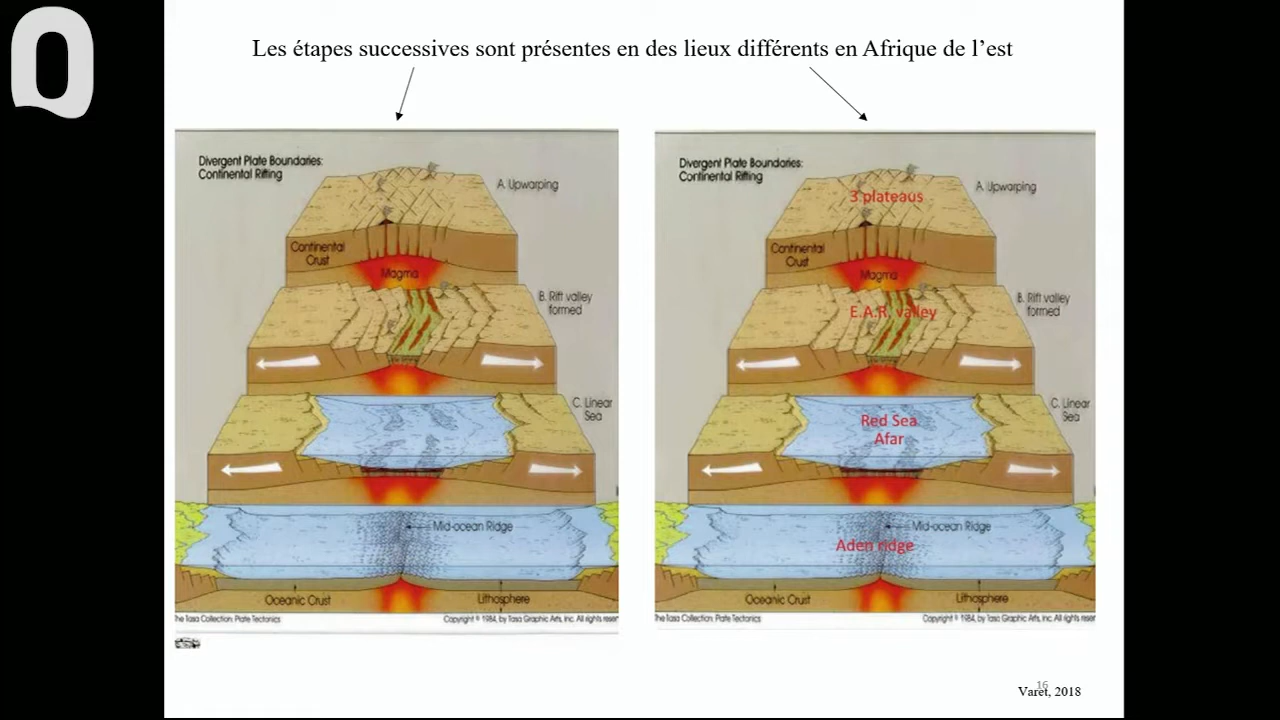 Les étapes successives sont présentes en des lieux différents en Afrique de l’est
Divergent Plate Boundaries:
Continental Rifting
A. Upwarping
Continental
Crust
Magma
B. Rift valley
formed
C. Linear
Sea
Mid-ocean Ridge
Oceanic Crust
Lithosphere
The Tasa Collection: Plate Tectonics
Copyright © 1984, by Tasa Graphic Arts, Inc. All rights reser
Divergent Plate Boundaries:
Continental Rifting
A. Upwarping
3 plateaus
Continental
Crust
Magma
B. Rift valley
formed
E.A.R. valley
C. Linear
Sea
Red Sea
Afar
Mid-ocean Ridge
Aden ridge
Oceanic Crust
Lithosphere
The Tasa Collection: Plate Tectonics
Copyright © 1984, by Tasa Graphic Arts, Inc. All rights reser
16
Varet, 2018